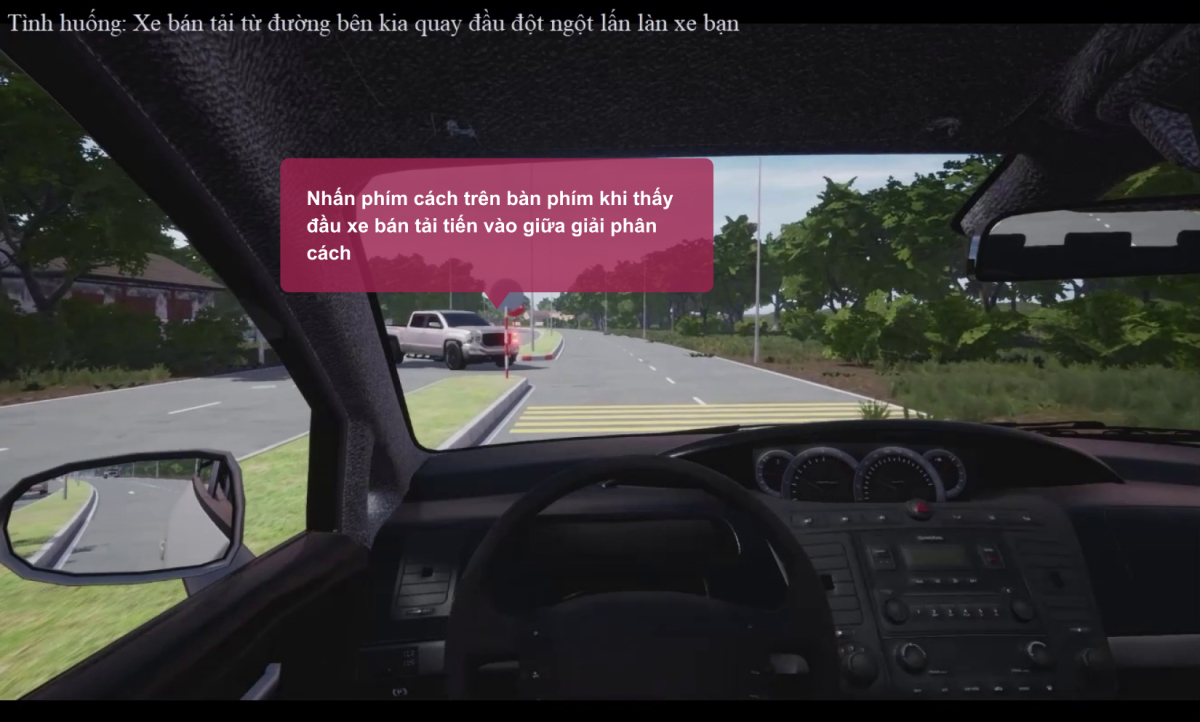 Tình huống: Xe bán tải từ đường bên kia quay đầu đột ngột lấn làn xe bạn
Nhấn phím cách trên bàn phím khi thấy
đầu xe bán tải tiến vào giữa giải phân
cách